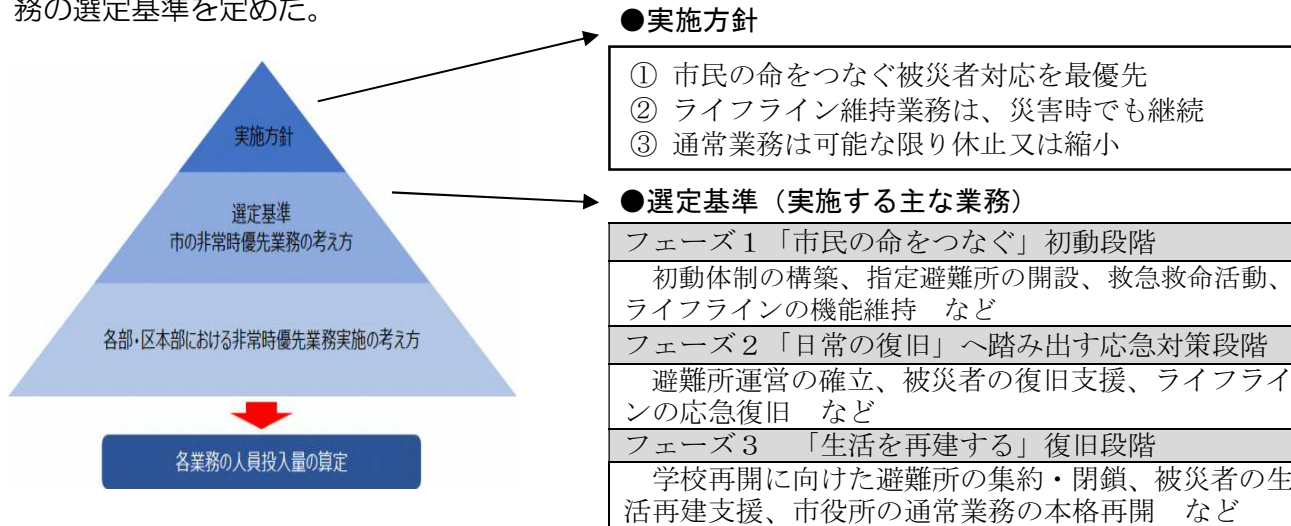 務の選定基準を定めた。
実施方針
選定基準
市の非常時優先業務の考え方
各部・区本部における非常時優先業務実施の考え方
各業務の人員投入量の算定
●実施方針
① 市民の命をつなぐ被災者対応を最優先
② ライフライン維持業務は、災害時でも継続
③ 通常業務は可能な限り休止又は縮小
●選定基準（実施する主な業務）
フェーズ１「市民の命をつなぐ」初動段階
初動体制の構築、指定避難所の開設、救急救命活動、
ライフラインの機能維持　など
フェーズ２「日常の復旧」へ踏み出す応急対策段階
避難所運営の確立、被災者の復旧支援、ライフライ
ンの応急復旧　など
フェーズ３　「生活を再建する」復旧段階
学校再開に向けた避難所の集約・閉鎖、被災者の生
活再建支援、市役所の通常業務の本格再開　など